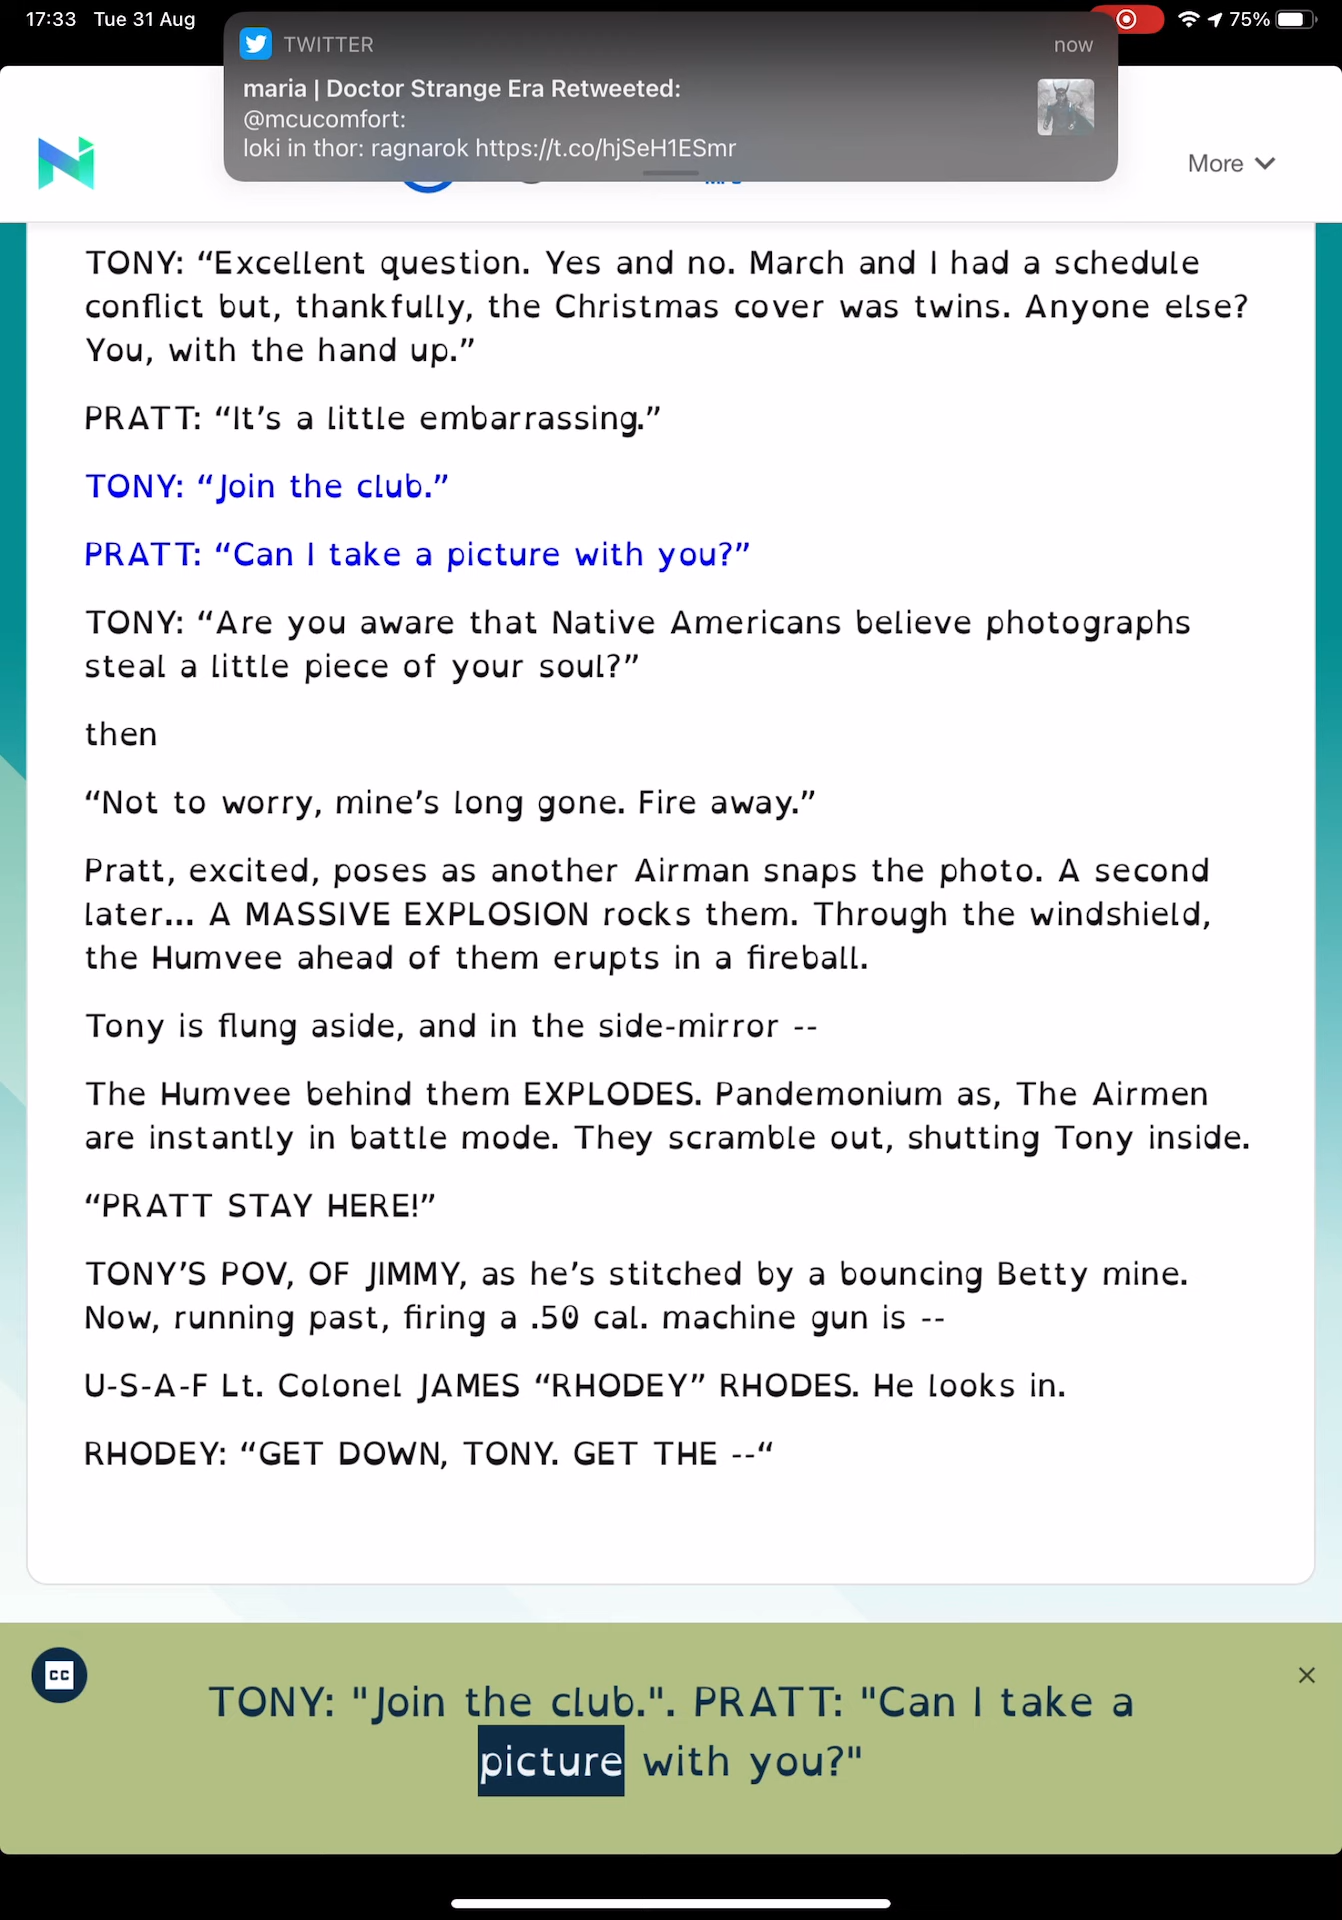 17:33 Tue 31 Aug
75%
TWITTER
now
maria | Doctor Strange Era Retweeted:
@mcucomfort:
loki in thor: ragnarok https://t.co/hjSeH1ESmr
More
TONY: “Excellent question. Yes and no. March and I had a schedule
conflict but, thankfully, the Christmas cover was twins. Anyone else?
You, with the hand up.”
PRATT: “It’s a little embarrassing.”
TONY: “Join the club.”
PRATT: “Can I take a picture with you?”
TONY: “Are you aware that Native Americans believe photographs
steal a little piece of your soul?”
then
“Not to worry, mine’s long gone. Fire away.”
Pratt, excited, poses as another Airman snaps the photo. A second
later... A MASSIVE EXPLOSION rocks them. Through the windshield,
the Humvee ahead of them erupts in a fireball.
Tony is flung aside, and in the side-mirror --
The Humvee behind them EXPLODES. Pandemonium as, The Airmen
are instantly in battle mode. They scramble out, shutting Tony inside.
“PRATT STAY HERE!”
TONY’S POV, OF JIMMY, as he’s stitched by a bouncing Betty mine.
Now, running past, firing a .50 cal. machine gun is --
U-S-A-F Lt. Colonel JAMES “RHODEY” RHODES. He looks in.
RHODEY: “GET DOWN, TONY. GET THE --“
CC
TONY: "Join the club.". PRATT: "Can I take a
picture with you?"